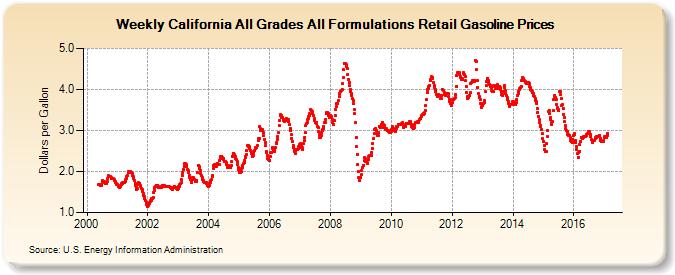 Weekly California All Grades All Formulations Retail Gasoline Prices
Dollars per Gallon
5.0
4.0
3.0
2.0
1.0
2000 2002 2004 2006 2008 2010 2012 2014 2016
Source: U.S. Energy Information Administration